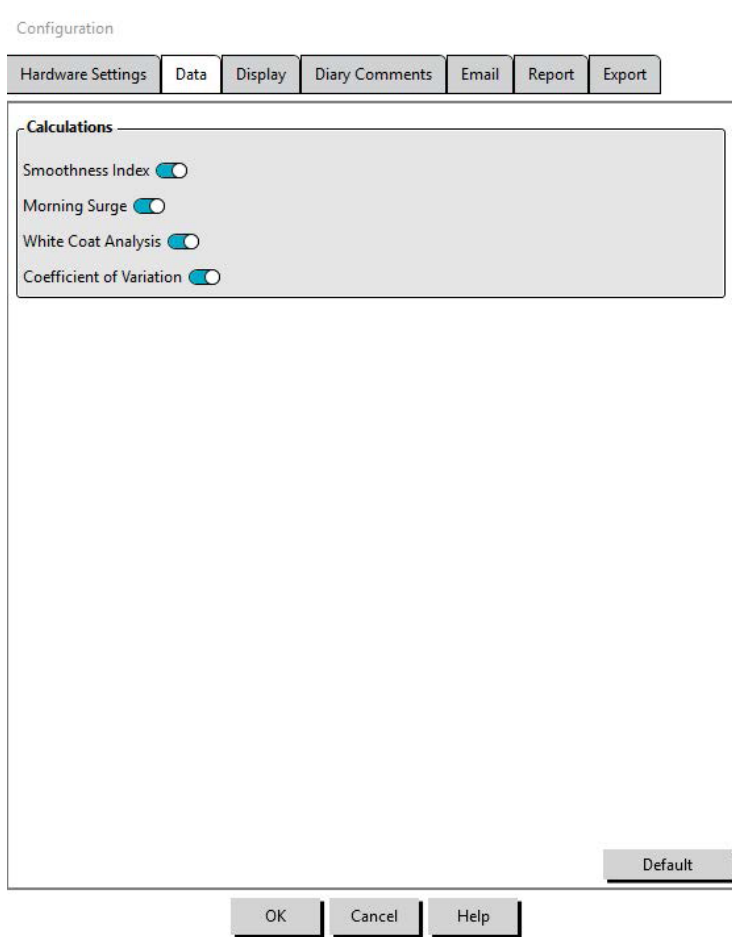 Configuration
Hardware Settings Data Display Diary Comments Email Report Export
Calculations
Smoothness Index
Morning Surge
White Coat Analysis
Coefficient of Variation
Default
OK Cancel Help